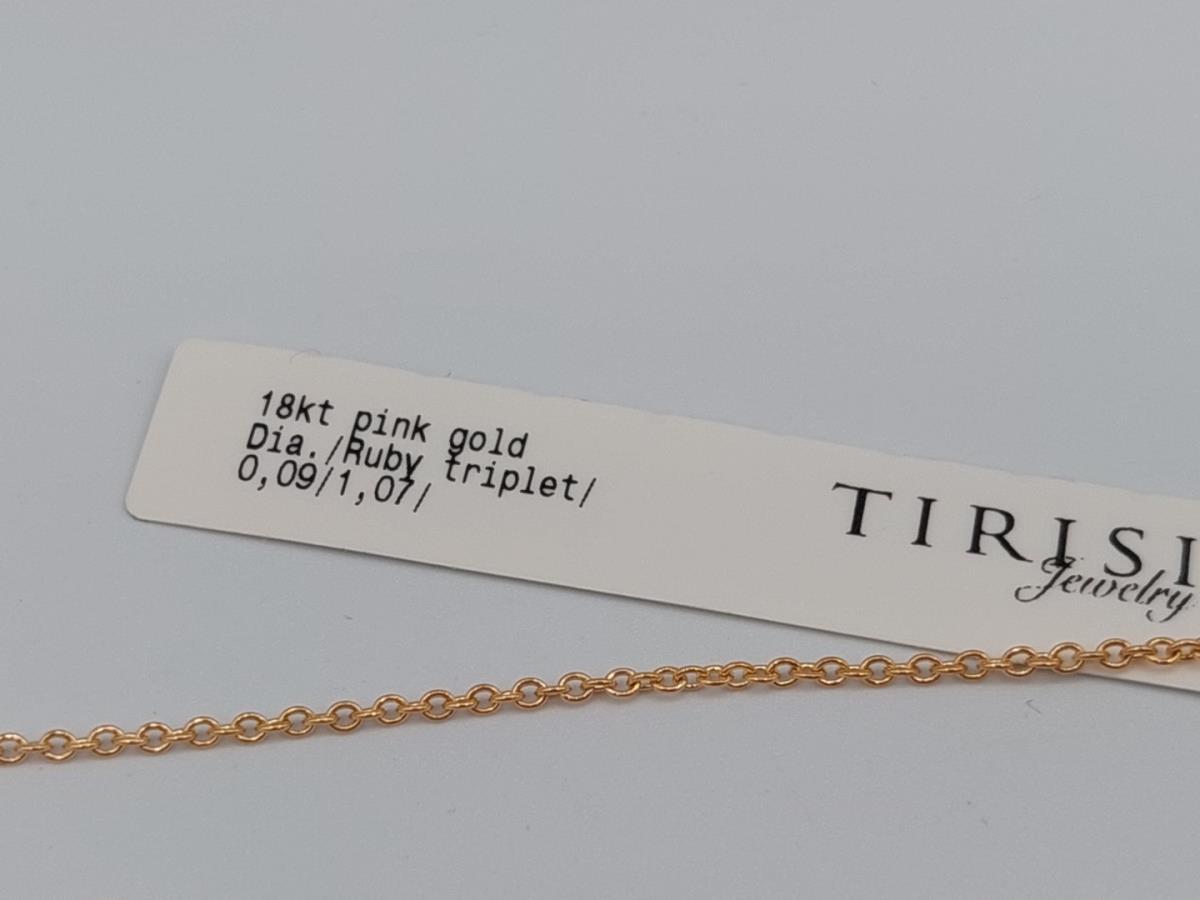 18kt pink gold
Dia./Ruby triplet/
0,09/1,07/
TIRISI
Jewelry